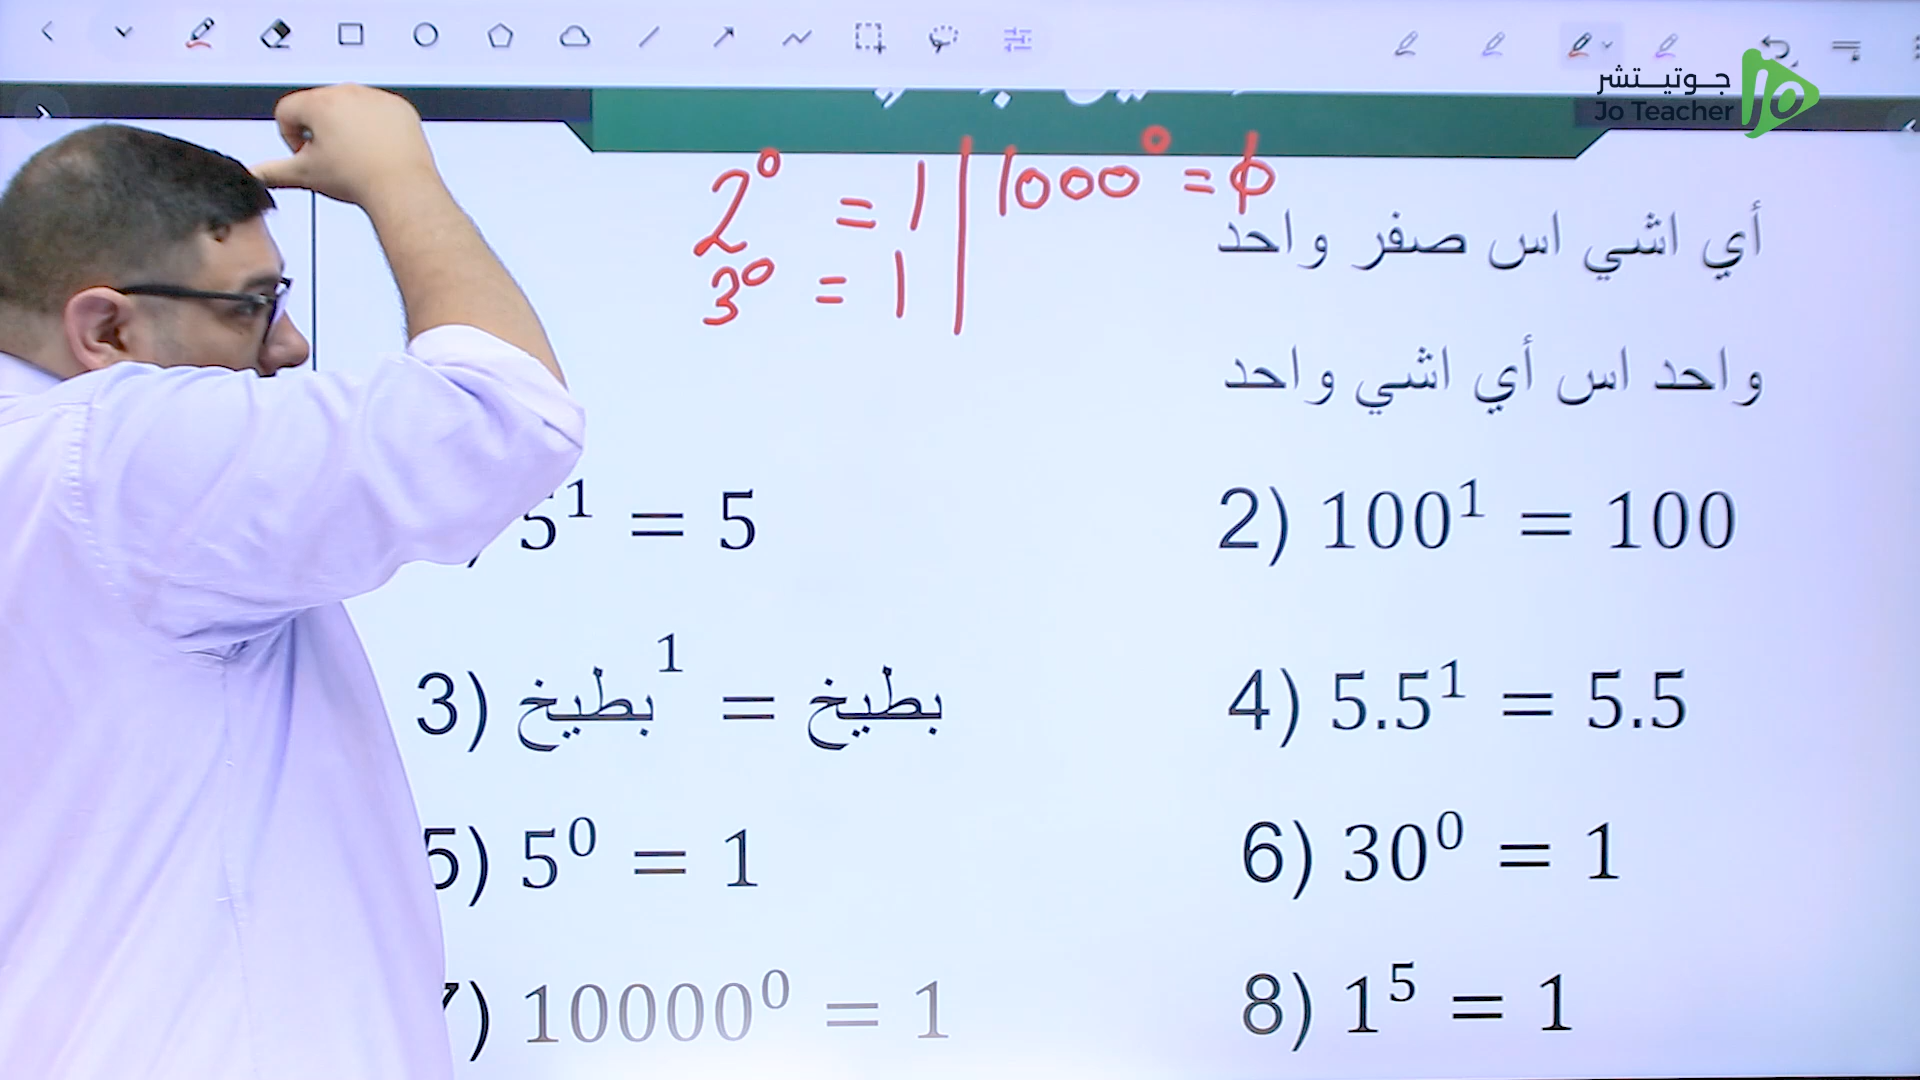 جوتيتشر
Jo Teacher
2⁰ = 1 | 1000⁰ =
3⁰ = 1
أي اشي اس صفر واحد
واحد اس أي اشي واحد
5¹ = 5
2) 100¹ = 100
3) بطيخ¹ = بطيخ
4) 5.5¹ = 5.5
5) 5⁰ = 1
6) 30⁰ = 1
7) 10000⁰ = 1
8) 1⁵ = 1